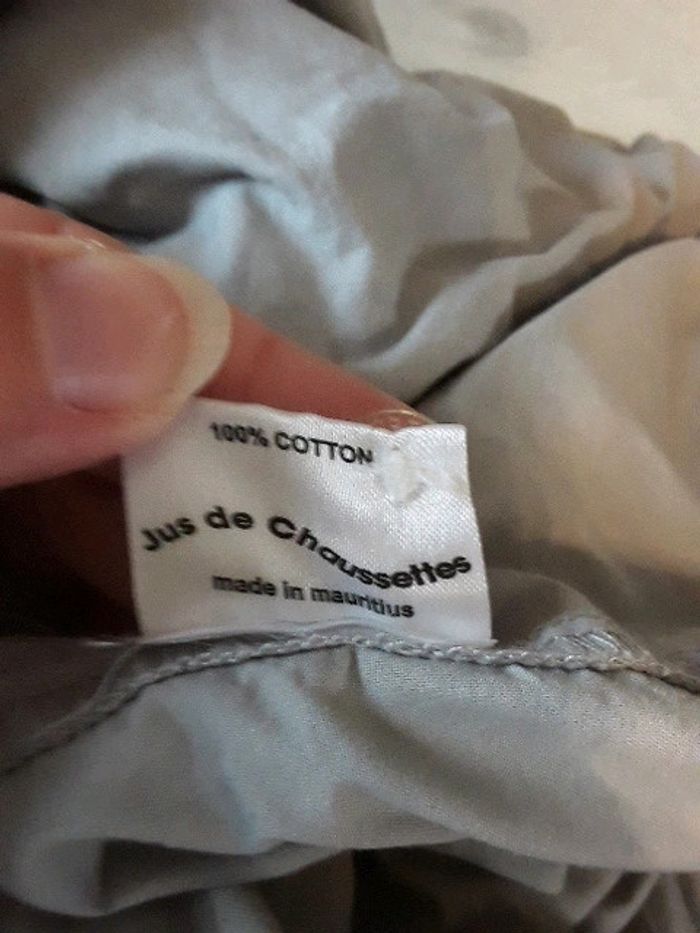 100% COTTON
Jus de Chaussettes
made in mauritius